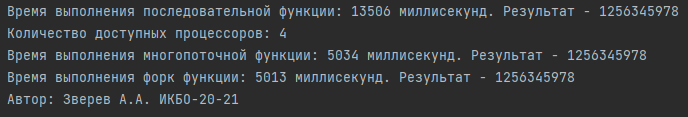 Время выполнения последовательной функции: 13506 миллисекунд. Результат - 1256345978
Количество доступных процессоров: 4
Время выполнения многопоточной функции: 5034 миллисекунд. Результат - 1256345978
Время выполнения форк функции: 5013 миллисекунд. Результат - 1256345978
Автор: Зверев А.А. ИКБО-20-21